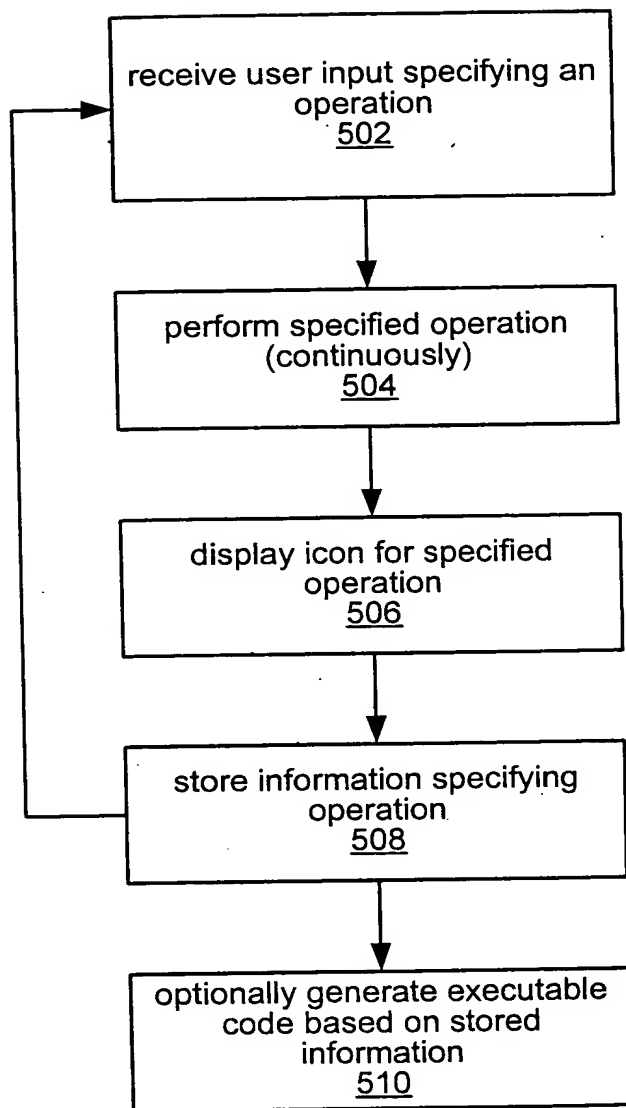 receive user input specifying an
operation
502
perform specified operation
(continuously)
504
display icon for specified
operation
506
store information specifying
operation
508
optionally generate executable
code based on stored
information
510